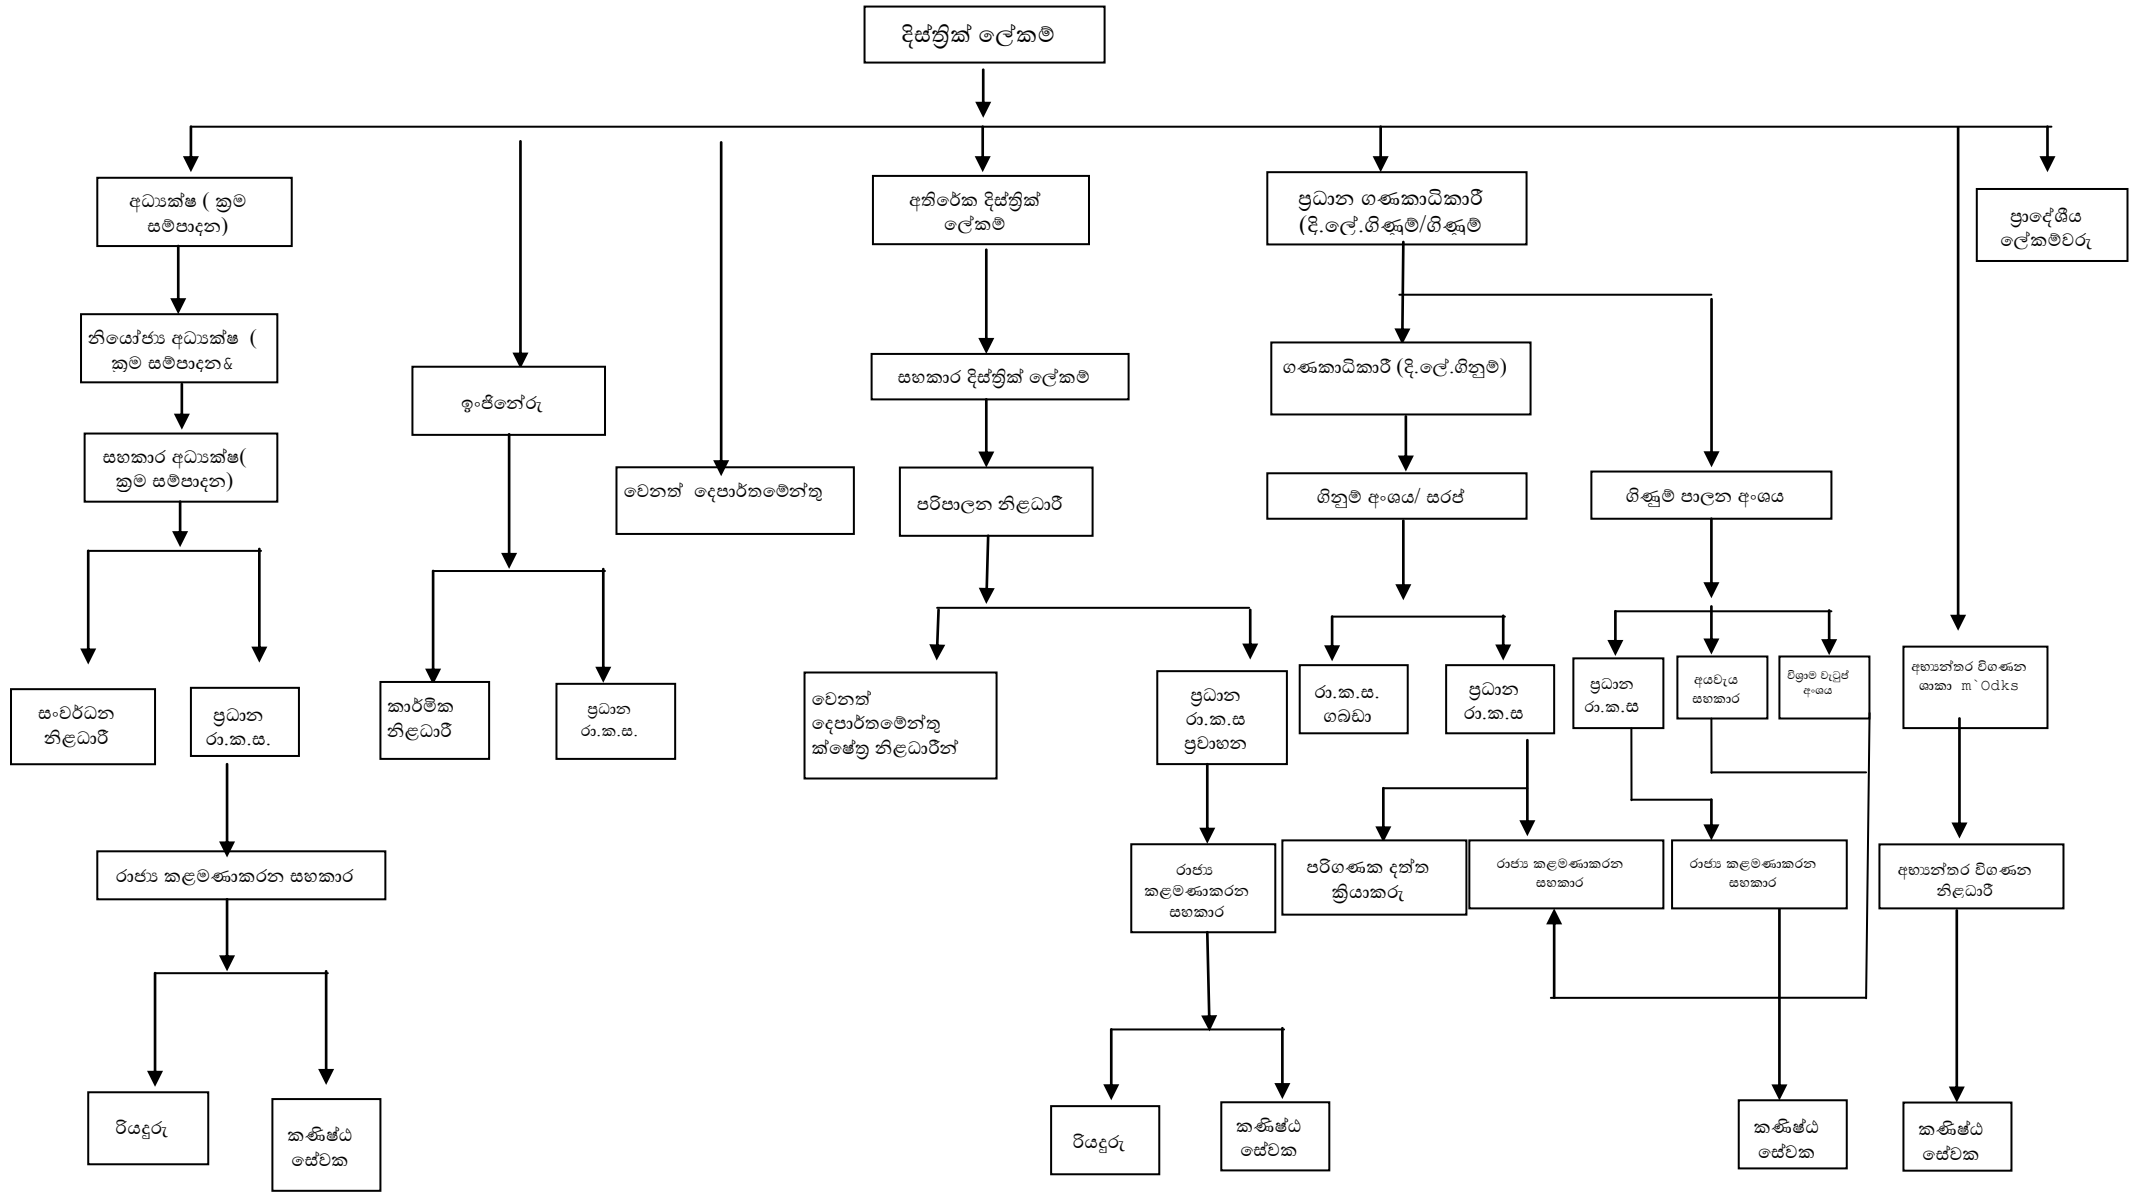 දිස්ත්‍රික් ලේකම්
අධ්‍යක්ෂ ( ක්‍රම
සම්පාදන)
අතිරේක දිස්ත්‍රික්
ලේකම්
ප්‍රධාන ගණකාධිකාරී
(දි.ලේ.ගිණුම්/ගිණුම්
ප්‍රාදේශීය
ලේකම්වරු
නියෝජ්‍ය අධ්‍යක්ෂ (
ක්‍රම සම්පාදන&
ඉංජිනේරු
සහකාර දිස්ත්‍රික් ලේකම්
ගණකාධිකාරී (දි.ලේ.ගිනුම්)
සහකාර අධ්‍යක්ෂ(
ක්‍රම සම්පාදන)
වෙනත් දෙපාර්තමේන්තු
පරිපාලන නිළධාරී
ගිනුම් අංශය/ සරප්
ගිණුම් පාලන අංශය
සංවර්ධන
නිළධාරී
ප්‍රධාන
රා.ක.ස.
කාර්මික
නිළධාරී
ප්‍රධාන
රා.ක.ස.
වෙනත්
දෙපාර්තමේන්තු
ක්ෂේත්‍ර නිළධාරීන්
ප්‍රධාන
රා.ක.ස
ප්‍රවාහන
රා.ක.ස.
ගබඩා
ප්‍රධාන
රා.ක.ස
ප්‍රධාන
රා.ක.ස
අයවැය
සහකාර
විශ්‍රාම වැටුප්
අංශය
අභ්‍යන්තර විගණන
ශාකා m`Odks
රාජ්‍ය කළමණාකරන සහකාර
රාජ්‍ය
කළමණාකරන
සහකාර
පරිගණක දත්ත
ක්‍රියාකරු
රාජ්‍ය කළමණාකරන
සහකාර
රාජ්‍ය කළමණාකරන
සහකාර
අභ්‍යන්තර විගණන
නිළධාරී
රියදුරු
කණිෂ්ඨ
සේවක
රියදුරු
කණිෂ්ඨ
සේවක
කණිෂ්ඨ
සේවක
කණිෂ්ඨ
සේවක